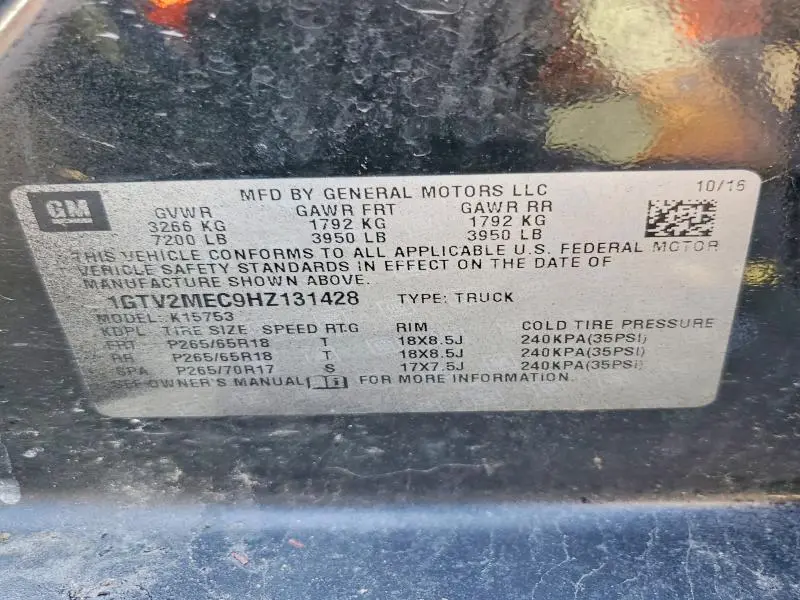 GM
MFD BY GENERAL MOTORS LLC
10/16
GVWR GAWR FRT GAWR RR
3266 KG 1792 KG 1792 KG
7200 LB 3950 LB 3950 LB
THIS VEHICLE CONFORMS TO ALL APPLICABLE U.S. FEDERAL MOTOR
VEHICLE SAFETY STANDARDS IN EFFECT ON THE DATE OF
MANUFACTURE SHOWN ABOVE.
1GTV2MEC9HZ131428 TYPE: TRUCK
MODEL: K15753
KDPL TIRE SIZE SPEED RTG RIM COLD TIRE PRESSURE
FRT P265/65R18 T 18X8.5J 240KPA(35PSI)
RR P265/65R18 T 18X8.5J 240KPA(35PSI)
SPA P265/70R17 S 17X7.5J 240KPA(35PSI)
SEE OWNER'S MANUAL FOR MORE INFORMATION.